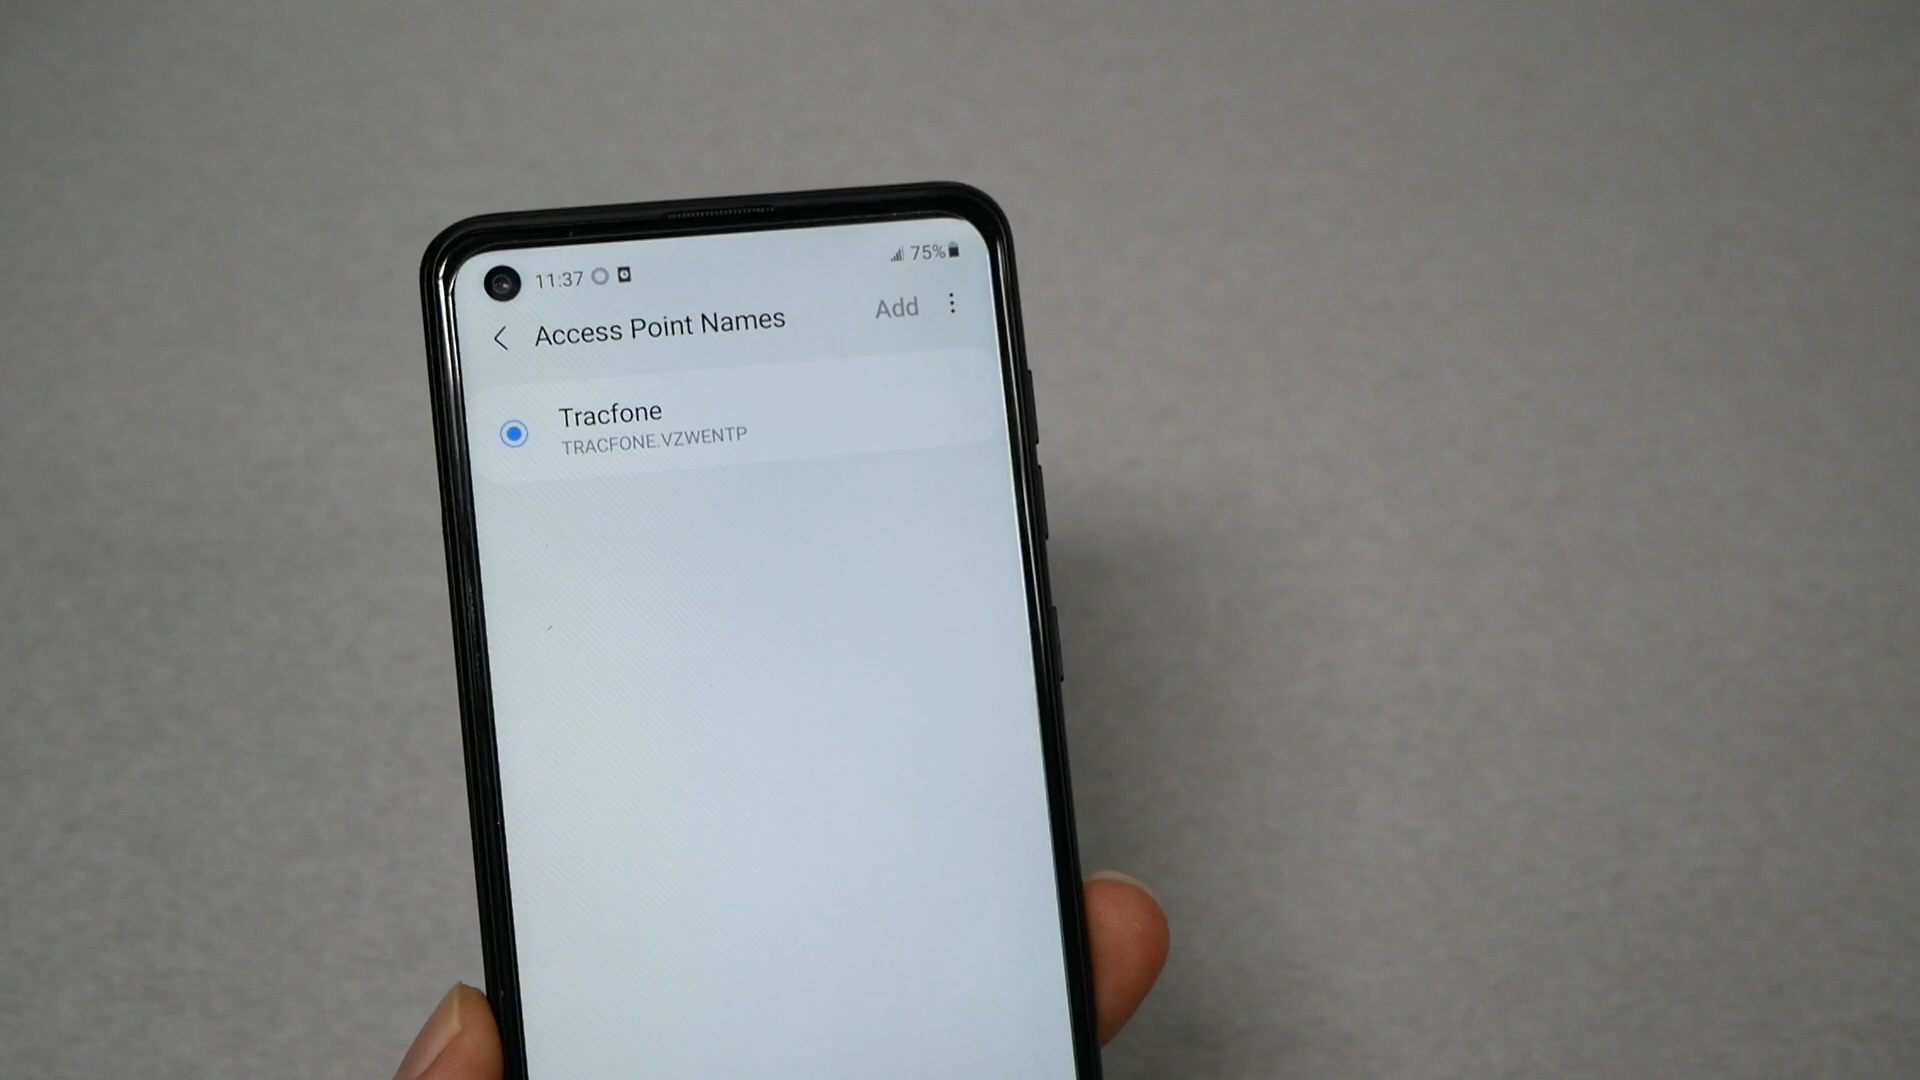 11:37
75%
Access Point Names
Add
Tracfone
TRACFONE.VZWENTP